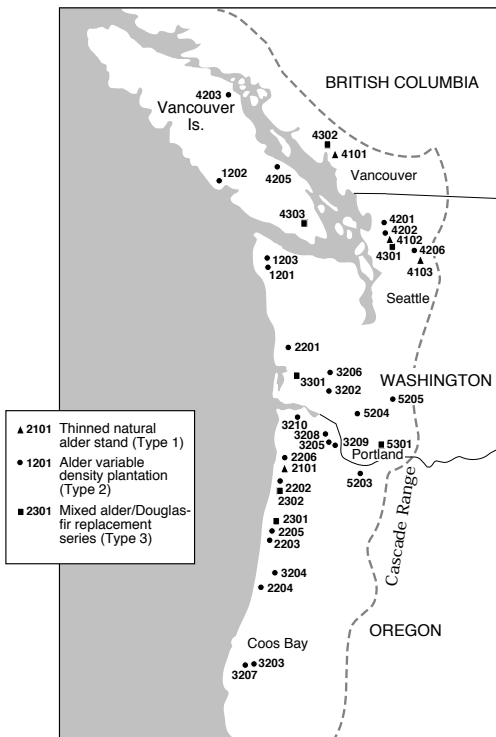 BRITISH COLUMBIA
4203
Vancouver
Is.
4302
4101
Vancouver
1202
4205
4303
4201
4202
4102
4206
4301
4103
1203
1201
Seattle
2201
3206
3301
3202
WASHINGTON
5205
5204
3210
3208
3205
3209
5301
Portland
2206
2101
5203
2202
2302
2301
2205
2203
Cascade Range
3204
2204
OREGON
Coos Bay
3203
3207
2101 Thinned natural
alder stand (Type 1)
1201 Alder variable
density plantation
(Type 2)
2301 Mixed alder/Douglas-
fir replacement
series (Type 3)